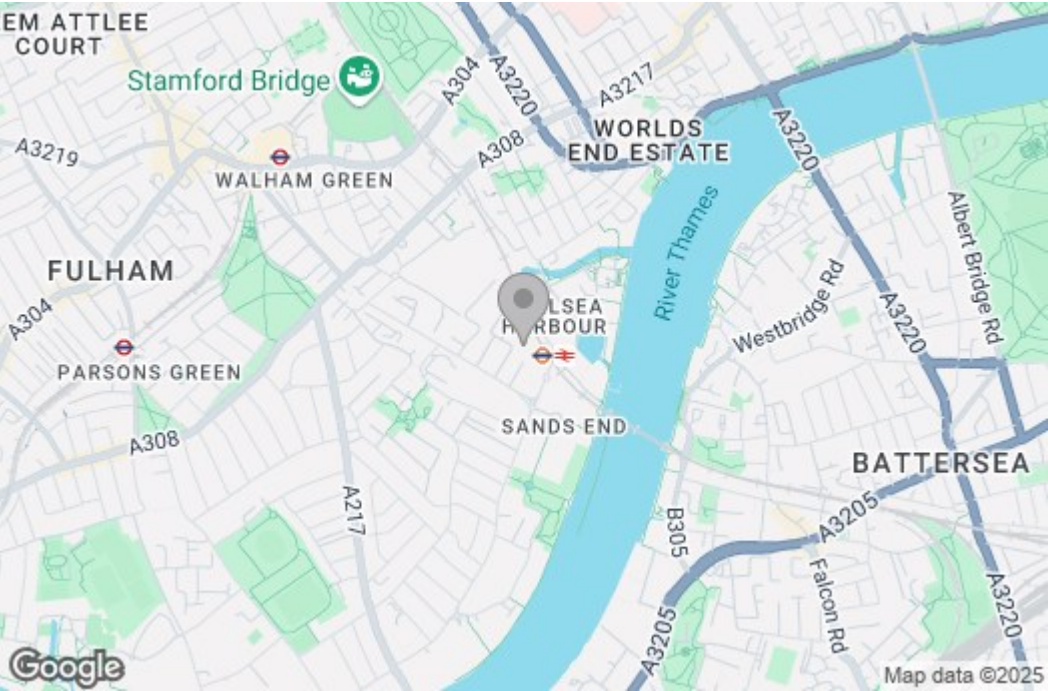 EM ATTLEE
COURT
Stamford Bridge
A304
A3220
A3217
A3219
A308
WORLDS
END ESTATE
A3220
WALHAM GREEN
River Thames
Albert Bridge Rd
FULHAM
LSEA
H RBOUR
Westbridge Rd
A3220
A304
PARSONS GREEN
SANDS END
A308
BATTERSEA
A217
B305
A3205
Falcon Rd
A3220
A3205
Google
Map data ©2025